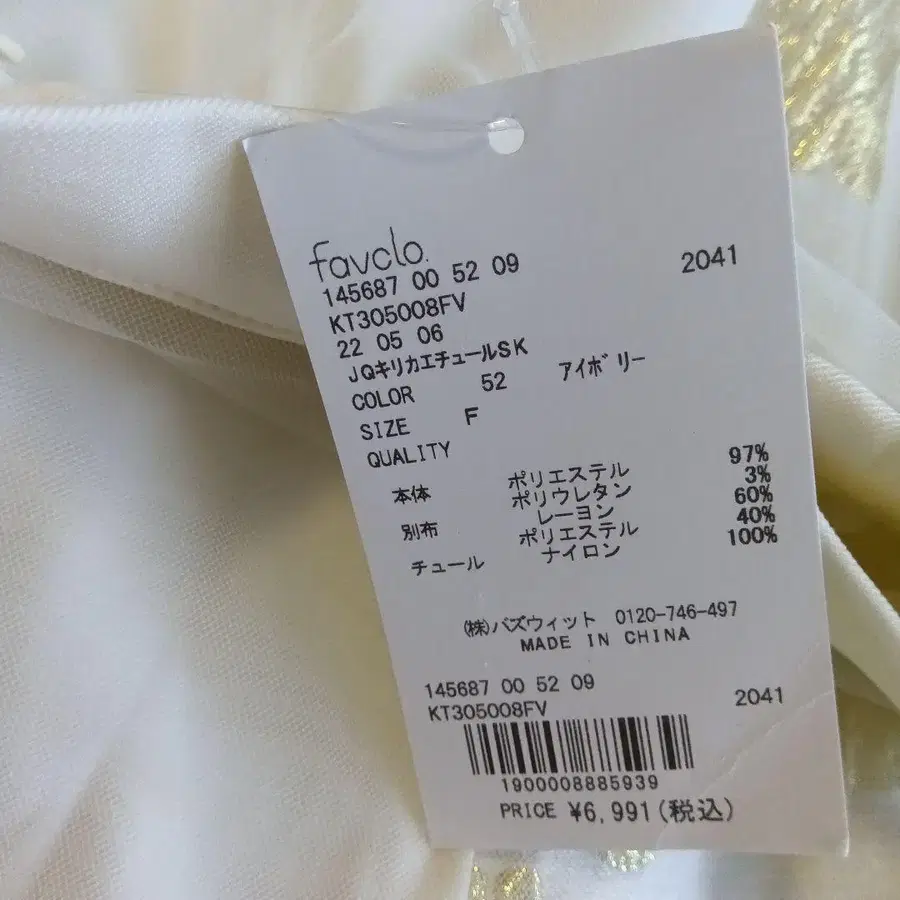 favolo.
145687 00 52 09 2041
KT305008FV
22 05 06
JQキリカエチュールSK
COLOR 52 アイボリー
SIZE F
QUALITY
本体 ポリエステル 97%
ポリウレタン 3%
別布 レーヨン 60%
ポリエステル 40%
チュール ナイロン 100%
(株)バズウィット 0120-746-497
MADE IN CHINA
145687 00 52 09 2041
KT305008FV
1900008885939
PRICE ¥6,991(税込)